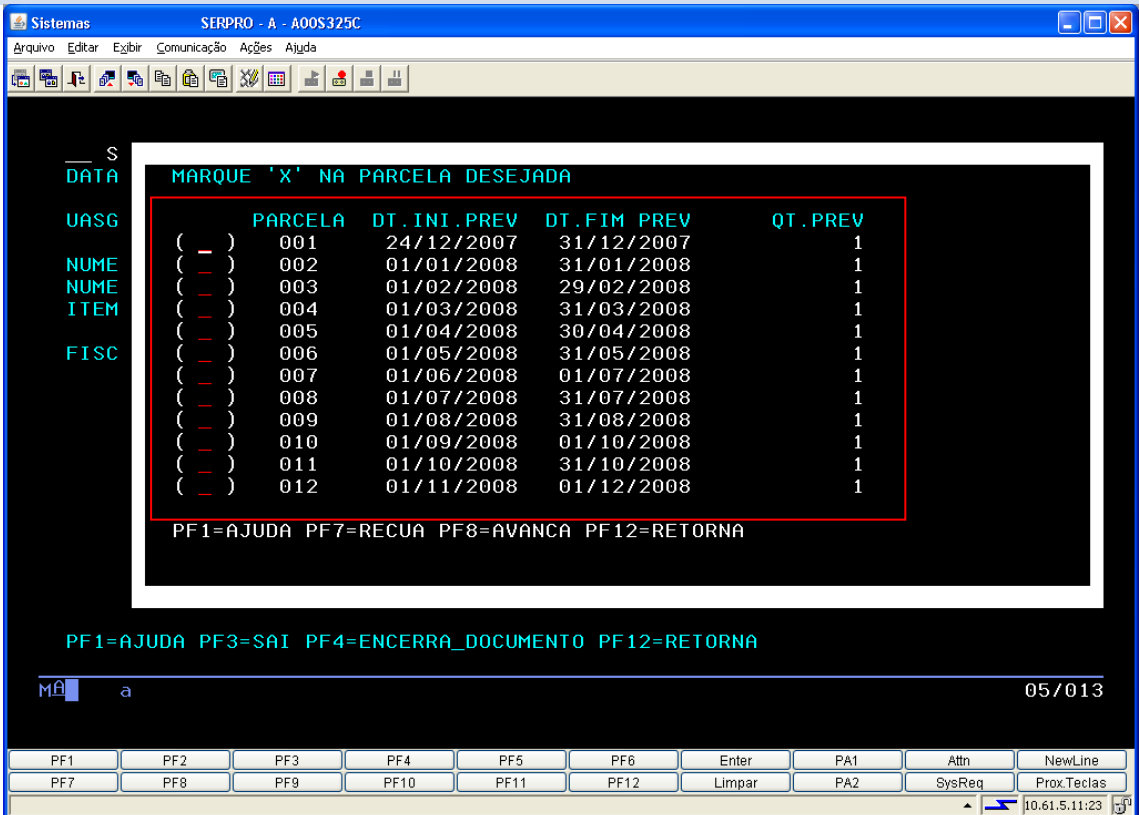 Sistemas SERPRO - A - A00S325C
Arquivo Editar Exibir Comunicação Ações Ajuda
__ S
DATA MARQUE 'X' NA PARCELA DESEJADA
UASG PARCELA DT.INI.PREV DT.FIM PREV QT.PREV
( _ ) 001 24/12/2007 31/12/2007 1
NUME ( _ ) 002 01/01/2008 31/01/2008 1
NUME ( _ ) 003 01/02/2008 29/02/2008 1
ITEM ( _ ) 004 01/03/2008 31/03/2008 1
( _ ) 005 01/04/2008 30/04/2008 1
FISC ( _ ) 006 01/05/2008 31/05/2008 1
( _ ) 007 01/06/2008 01/07/2008 1
( _ ) 008 01/07/2008 31/07/2008 1
( _ ) 009 01/08/2008 31/08/2008 1
( _ ) 010 01/09/2008 01/10/2008 1
( _ ) 011 01/10/2008 31/10/2008 1
( _ ) 012 01/11/2008 01/12/2008 1
PF1=AJUDA PF7=RECUA PF8=AVANCA PF12=RETORNA
PF1=AJUDA PF3=SAI PF4=ENCERRA_DOCUMENTO PF12=RETORNA
MA a 05/013
PF1 PF2 PF3 PF4 PF5 PF6 Enter PA1 Attn NewLine
PF7 PF8 PF9 PF10 PF11 PF12 Limpar PA2 SysReq Prox.Teclas
10.61.5.11:23